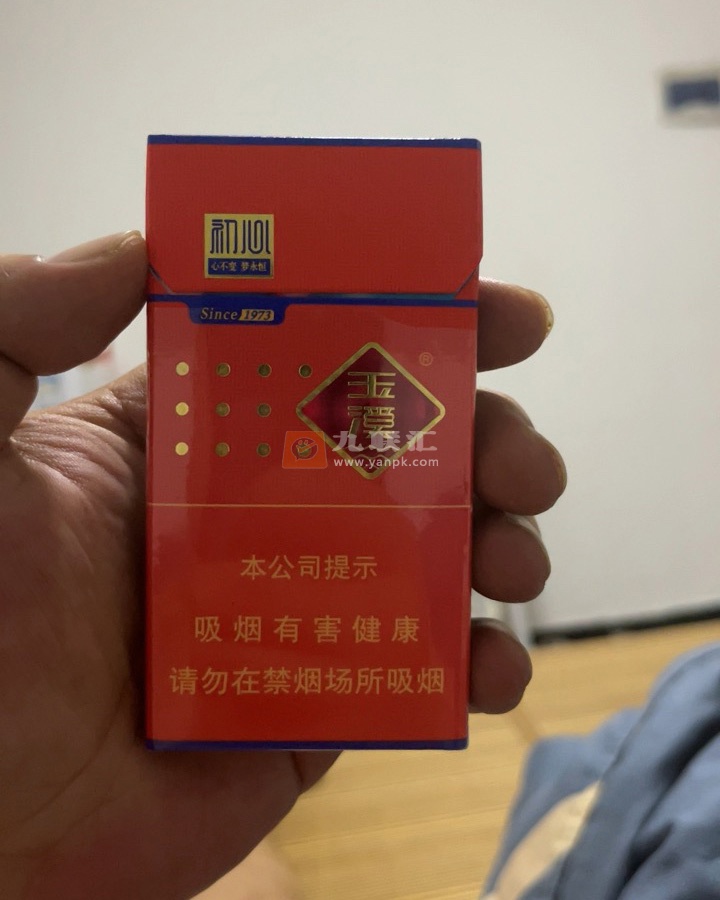 初心
心不变 梦永恒
Since 1973
玉溪
®
九联汇
www.yanpk.com
本公司提示
吸烟有害健康
请勿在禁烟场所吸烟